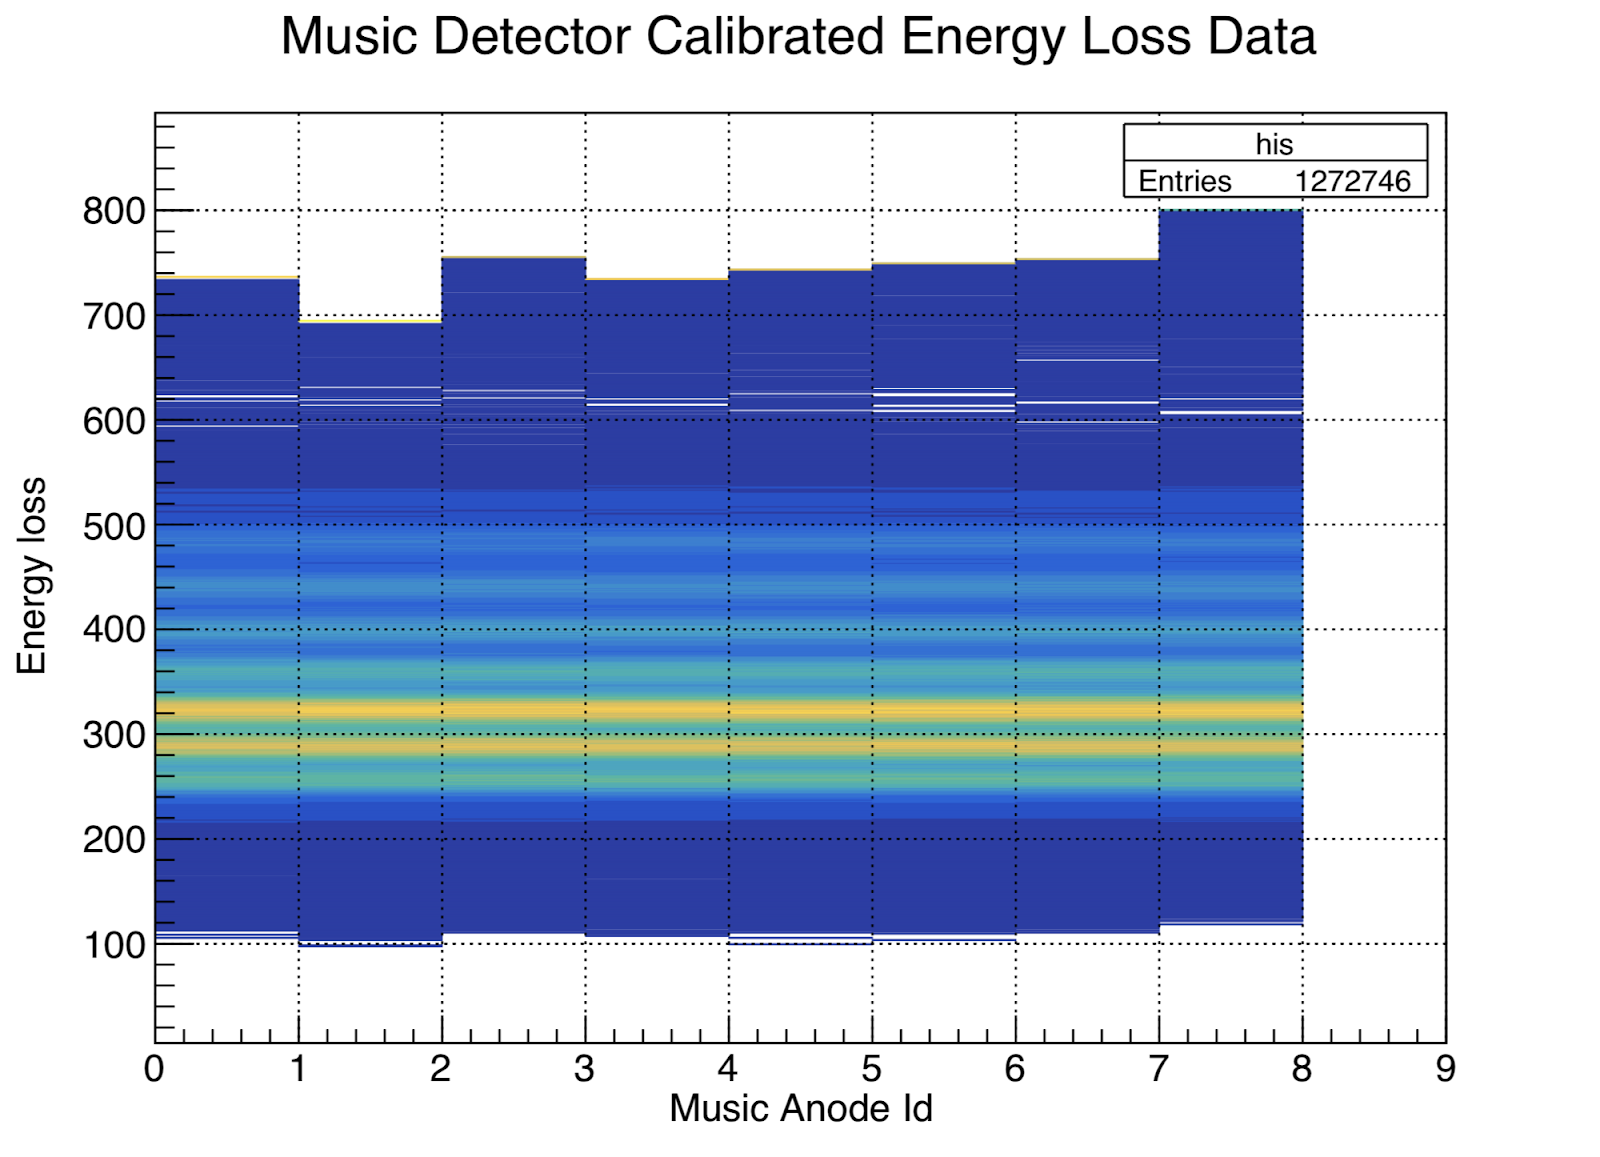 Music Detector Calibrated Energy Loss Data
his
Entries 1272746
800
700
600
500
400
300
200
100
Energy loss
0 1 2 3 4 5 6 7 8 9
Music Anode Id